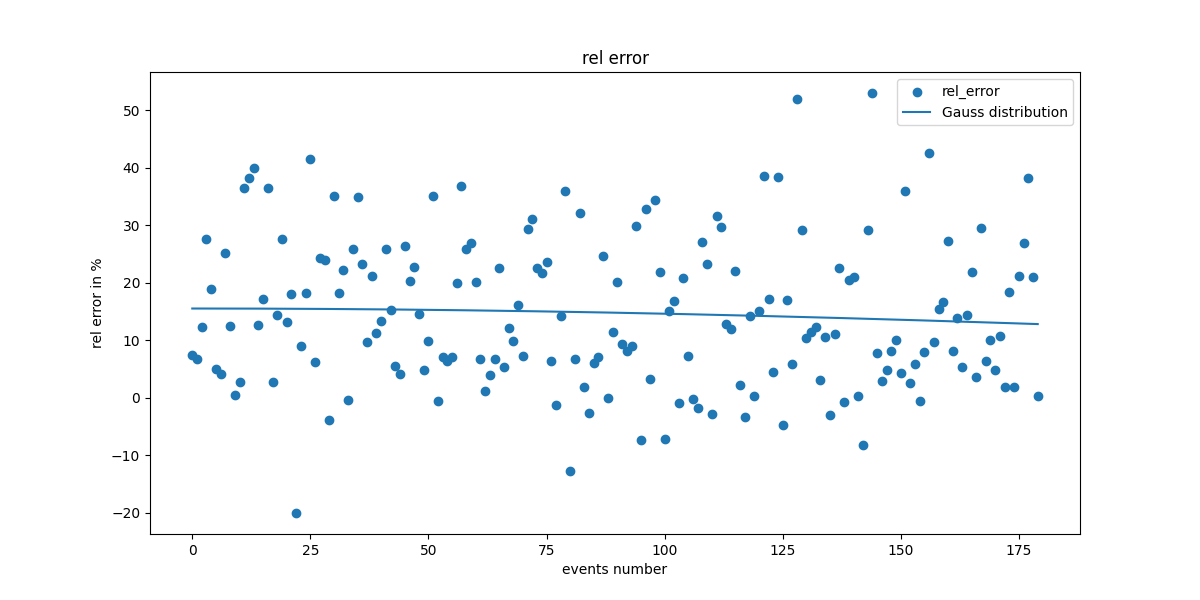 rel error
rel_error
Gauss distribution
rel error in %
50
40
30
20
10
0
−10
−20
0 25 50 75 100 125 150 175
events number